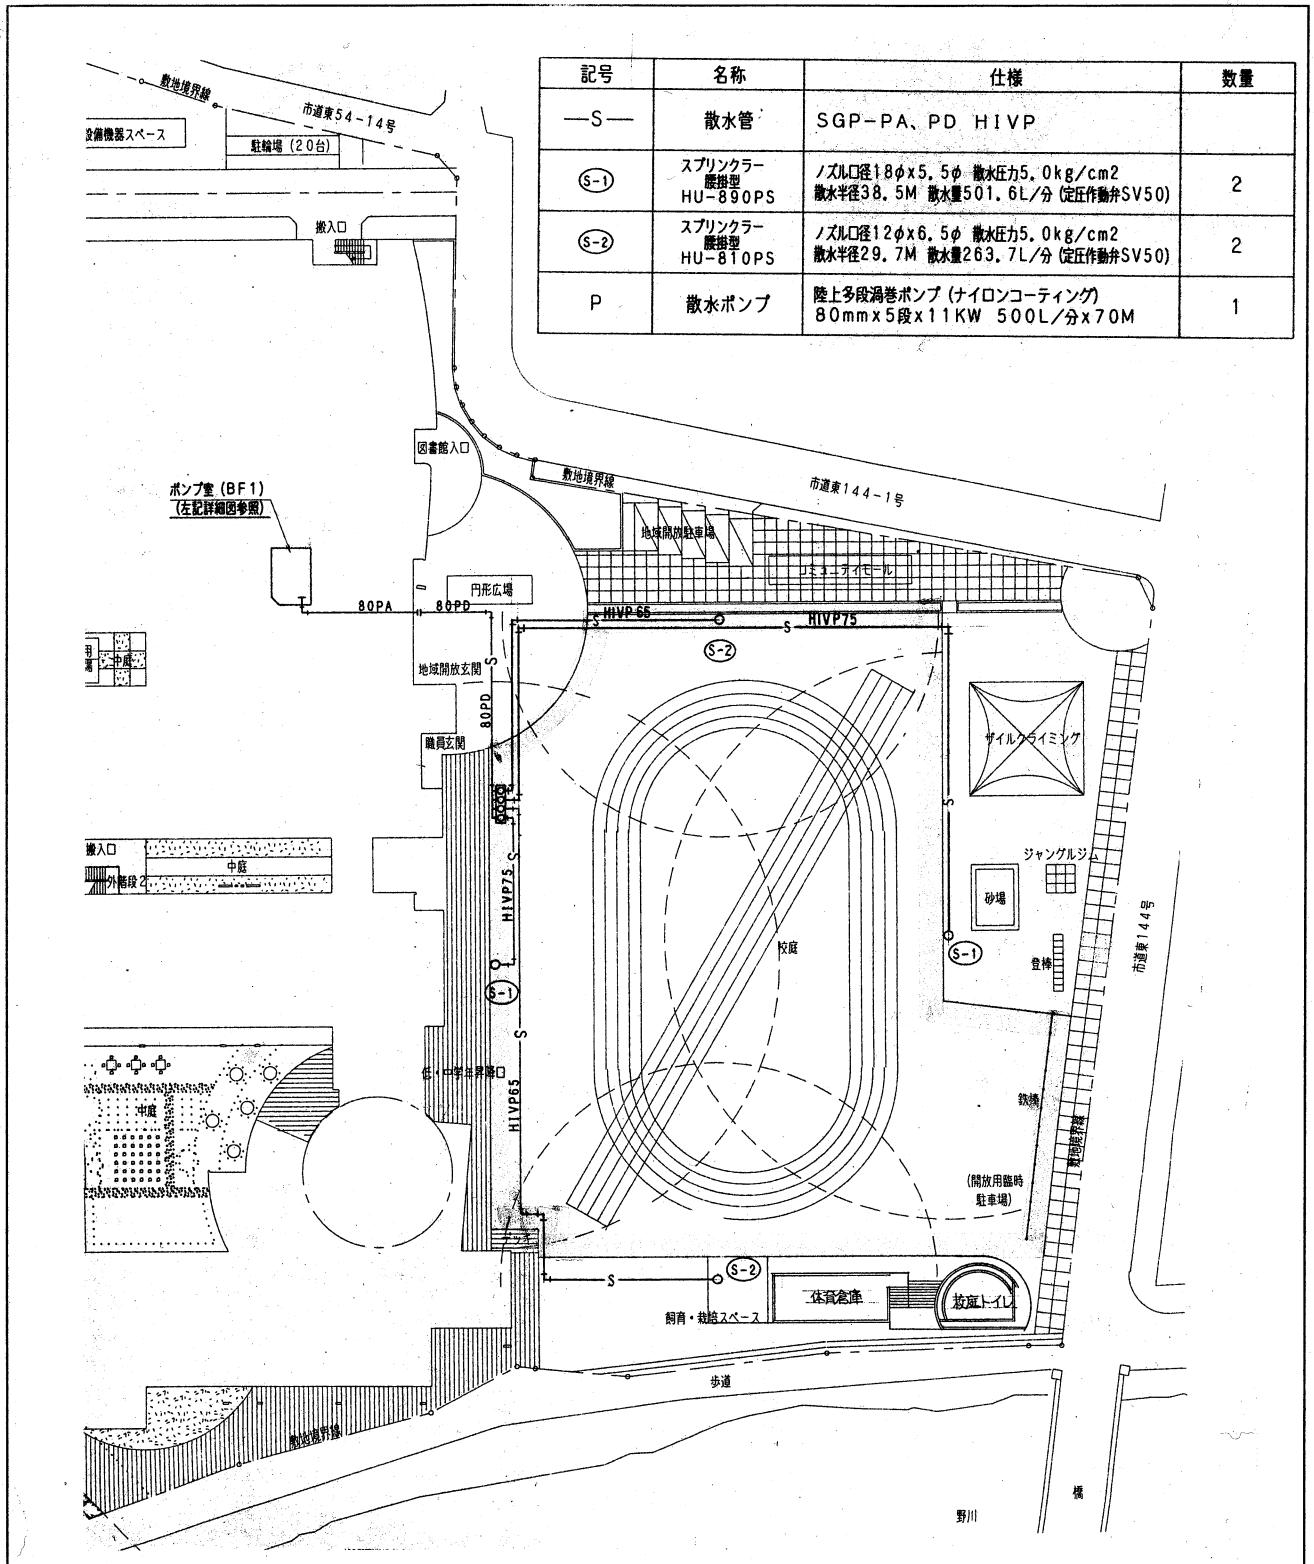 記号 名称 仕様 数量
—S— 散水管 SGP-PA、PD HIVP
S-1 スプリンクラー 腰掛型 HU-890PS ノズル口径18φx5.5φ 散水圧力5.0kg/cm2 2
散水半径38.5M 散水量501.6L/分(定圧作動弁SV50)
S-2 スプリンクラー 腰掛型 HU-810PS ノズル口径12φx6.5φ 散水圧力5.0kg/cm2 2
散水半径29.7M 散水量263.7L/分(定圧作動弁SV50)
P 散水ポンプ 陸上多段渦巻ポンプ(ナイロンコーティング) 1
80mmx5段x11KW 500L/分x70M
敷地境界線
市道東54-14号
設備機器スペース
駐輪場(20台)
搬入口
図書館入口
敷地境界線
市道東144-1号
ポンプ室(BF1)
(左記詳細図参照)
地域開放駐車場
コミュニティモール
円形広場
80PA
80PD
HIVP65
S
HIVP75
S
S-2
中庭
地域開放玄関
S
80PD
職員玄関
ザイルクライミング
S
搬入口
中庭
外階段2
S
HIVP75
ジャングルジム
砂場
市道東144号
校庭
S-1
登棒
S-1
S
低・中学年昇降口
中庭
HIVP65
鉄棒
敷地境界線
(開放用臨時
駐車場)
デッキ
S
S-2
体育倉庫
校庭トイレ
飼育・栽培スペース
歩道
敷地境界線
橋
野川